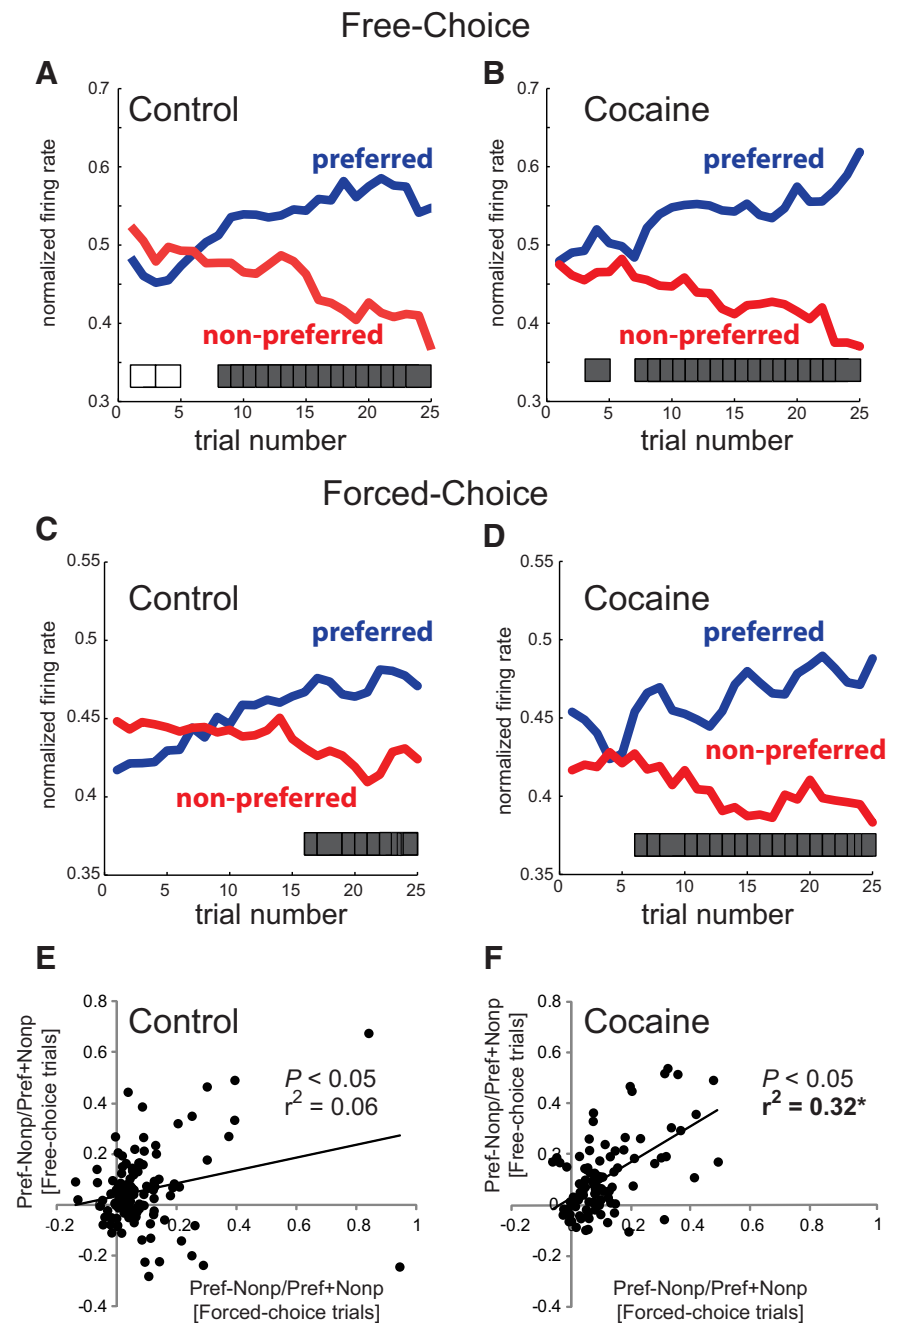 Free-Choice
A
B
0.7
0.6
0.5
0.4
0.3
normalized firing rate
Control
preferred
non-preferred
0 5 10 15 20 25
trial number
0.7
0.6
0.5
0.4
0.3
normalized firing rate
Cocaine
preferred
non-preferred
0 5 10 15 20 25
trial number
Forced-Choice
C
D
0.55
0.5
0.45
0.4
0.35
normalized firing rate
Control
preferred
non-preferred
0 5 10 15 20 25
trial number
0.55
0.5
0.45
0.4
0.35
normalized firing rate
Cocaine
preferred
non-preferred
0 5 10 15 20 25
trial number
E
F
Pref-Nonp/Pref+Nonp
[Free-choice trials]
0.8
0.6
0.4
0.2
0
-0.2
-0.4
Control
P < 0.05
r² = 0.06
-0.2 0.2 0.4 0.6 0.8 1
Pref-Nonp/Pref+Nonp
[Forced-choice trials]
Pref-Nonp/Pref+Nonp
[Free-choice trials]
0.8
0.6
0.4
0.2
0
-0.2
-0.4
Cocaine
P < 0.05
r² = 0.32*
-0.2 0 0.2 0.4 0.6 0.8 1
Pref-Nonp/Pref+Nonp
[Forced-choice trials]